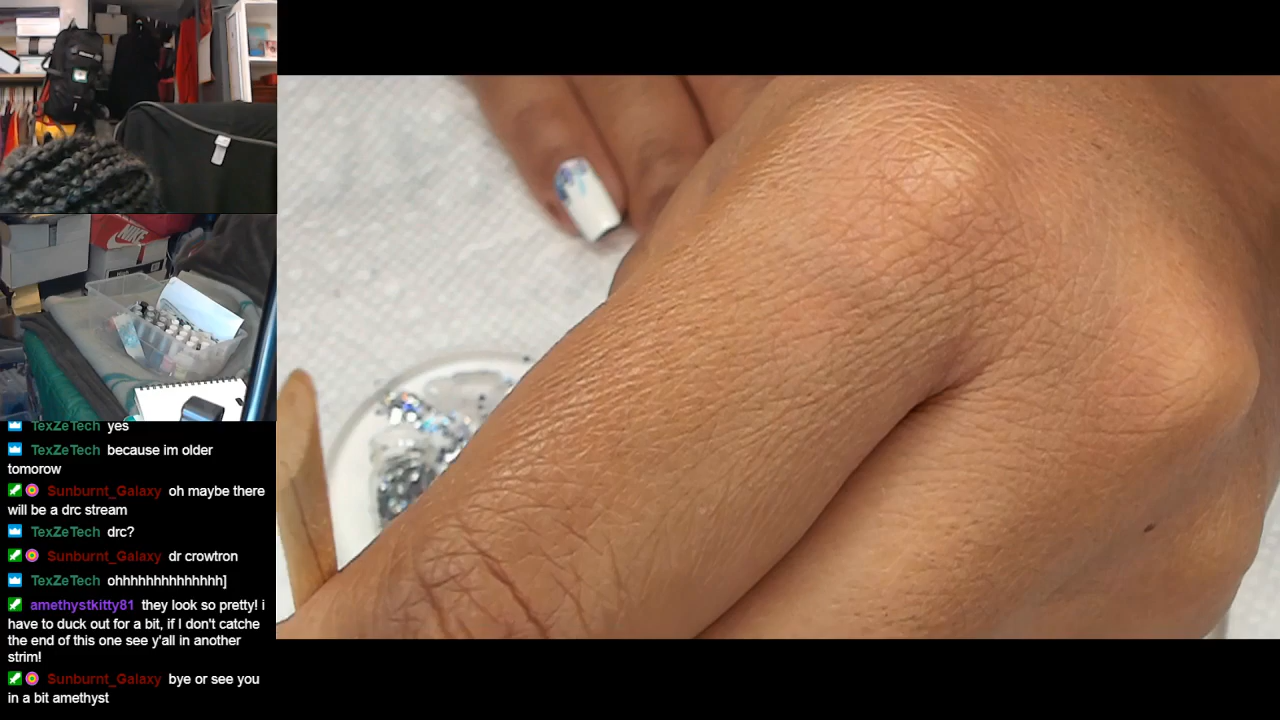 TexZeTech yes
TexZeTech because im older
tomorow
Sunburnt_Galaxy oh maybe there
will be a drc stream
TexZeTech drc?
Sunburnt_Galaxy dr crowtron
TexZeTech ohhhhhhhhhhhhhh]
amethystkitty81 they look so pretty! i
have to duck out for a bit, if I don't catche
the end of this one see y'all in another
strim!
Sunburnt_Galaxy bye or see you
in a bit amethyst